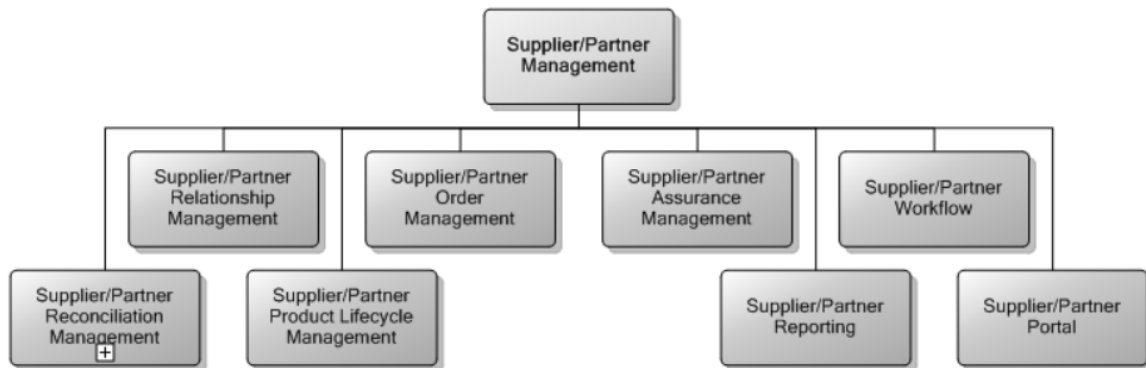 Supplier/Partner
Management
Supplier/Partner
Relationship
Management
Supplier/Partner
Order
Management
Supplier/Partner
Assurance
Management
Supplier/Partner
Workflow
Supplier/Partner
Reconciliation
Management
Supplier/Partner
Product Lifecycle
Management
Supplier/Partner
Reporting
Supplier/Partner
Portal